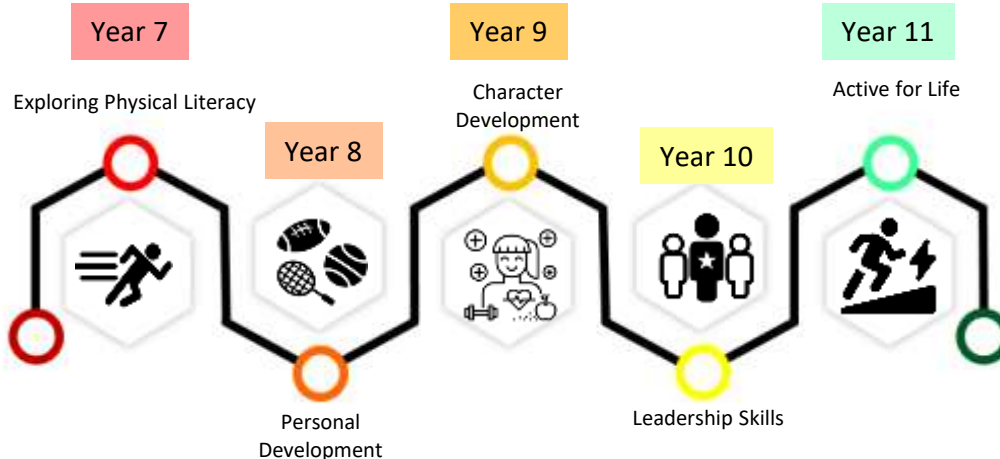 Year 7
Exploring Physical Literacy
Year 8
Personal
Development
Year 9
Character
Development
Year 10
Leadership Skills
Year 11
Active for Life